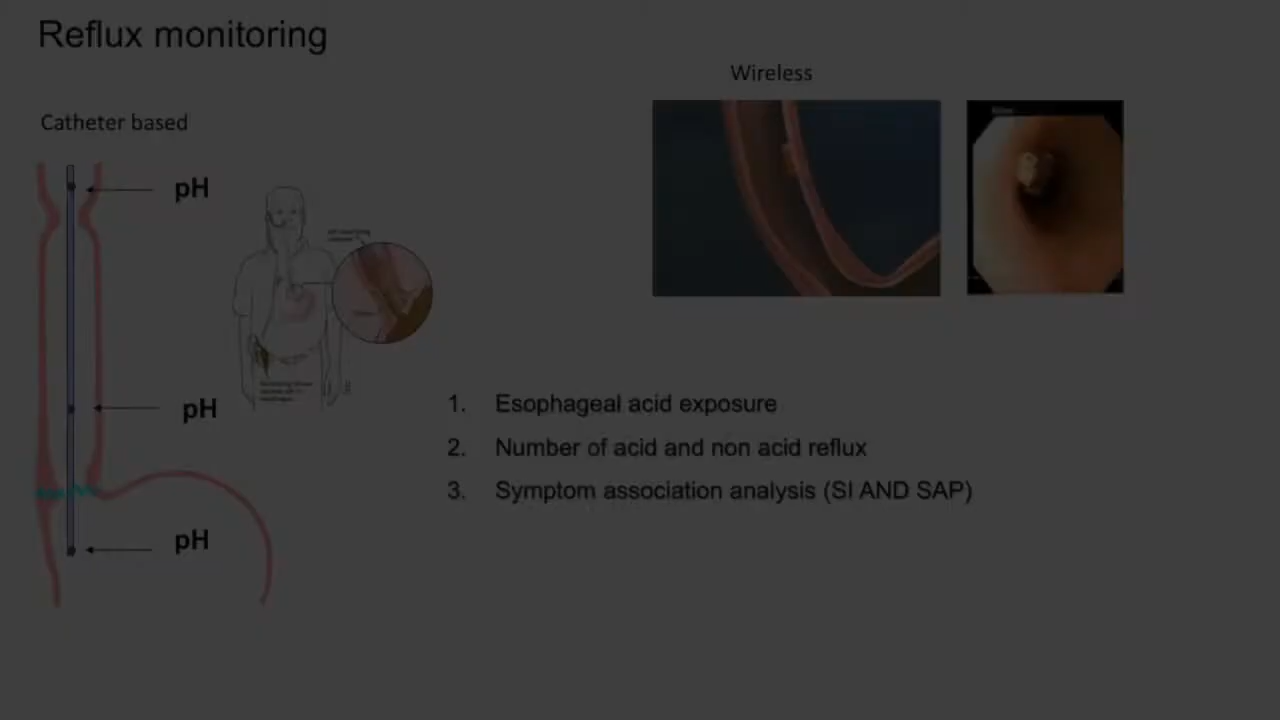 Reflux monitoring
Wireless
Catheter based
pH
pH
1. Esophageal acid exposure
2. Number of acid and non acid reflux
3. Symptom association analysis (SI AND SAP)
pH